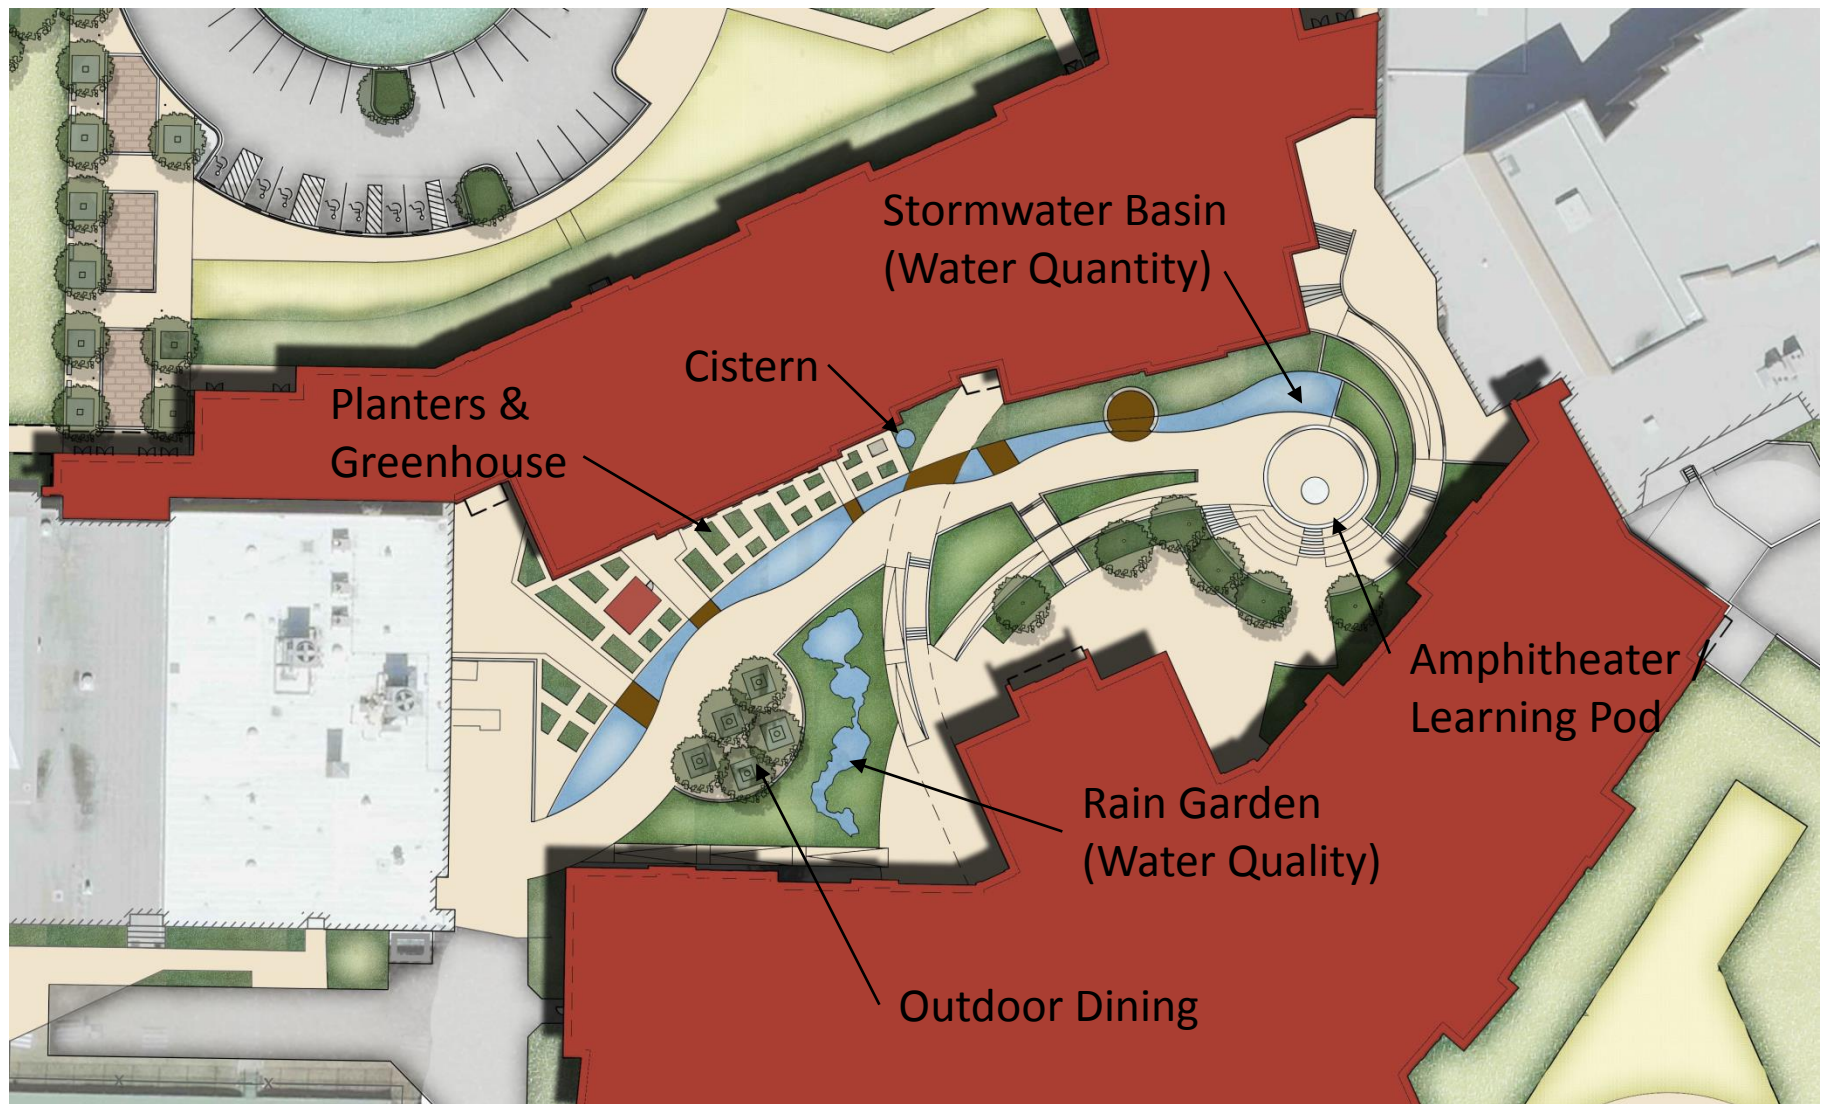 Stormwater Basin
(Water Quantity)
Cistern
Planters &
Greenhouse
Amphitheater /
Learning Pod
Rain Garden
(Water Quality)
Outdoor Dining